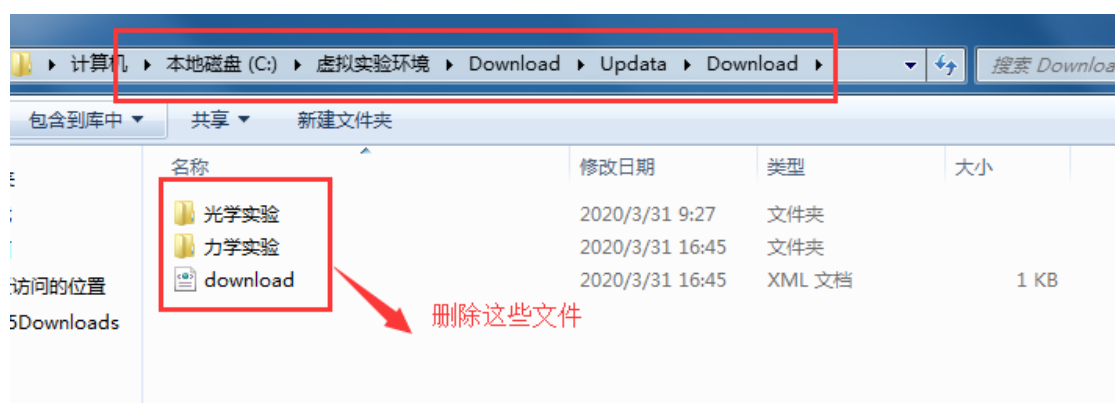 计算机 本地磁盘 (C:) 虚拟实验环境 Download Updata Download 搜索 Downloa
包含到库中 共享 新建文件夹
名称 修改日期 类型 大小
光学实验 2020/3/31 9:27 文件夹
力学实验 2020/3/31 16:45 文件夹
download 2020/3/31 16:45 XML 文档 1 KB
访问的位置
5Downloads
删除这些文件